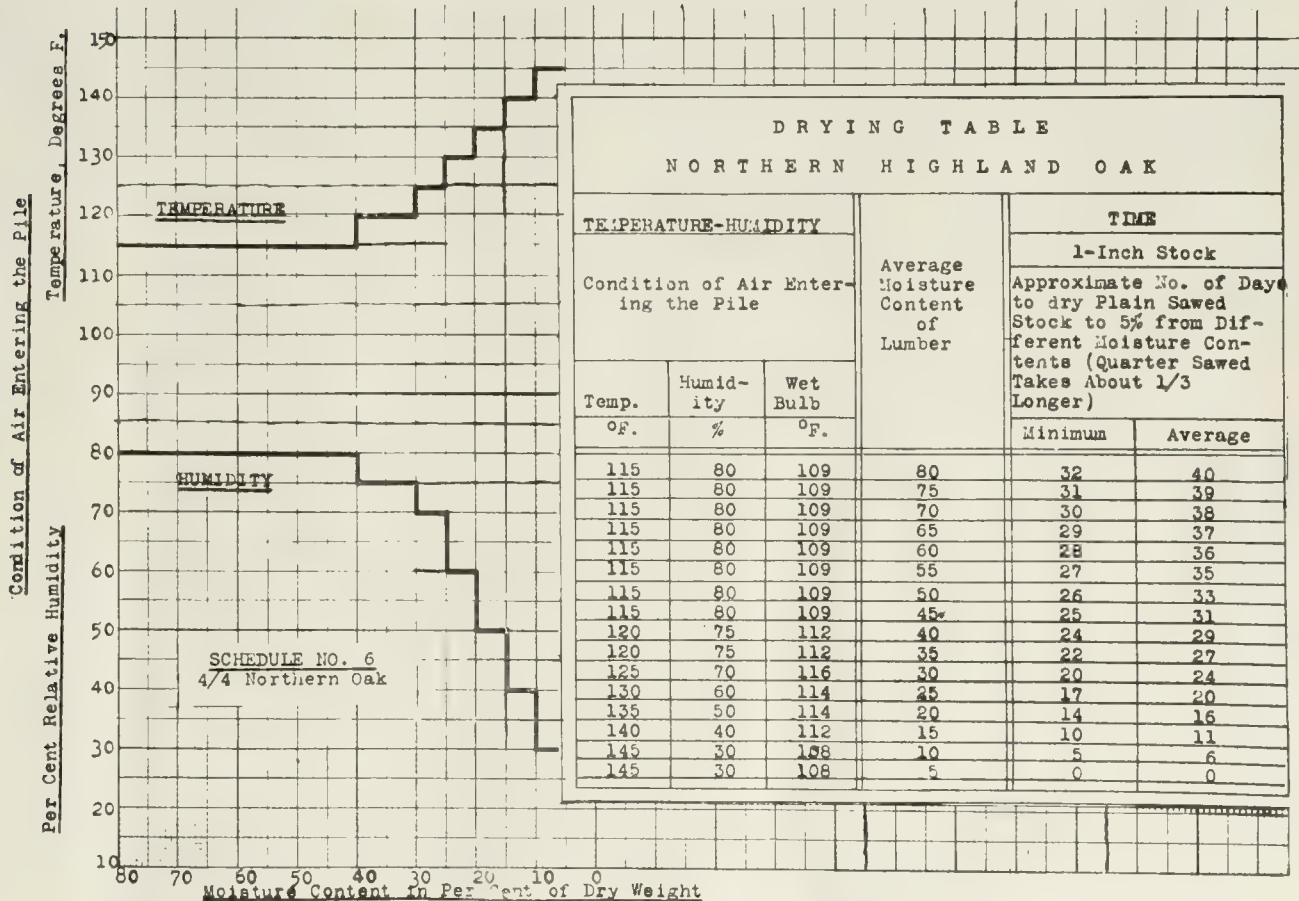 Condition of Air Entering the Pile
Temperature, Degrees F.
Per Cent Relative Humidity
150
140
130
120
110
100
90
80
70
60
50
40
30
20
10
TEMPERATURE
HUMIDITY
SCHEDULE NO. 6
4/4 Northern Oak
80 70 60 50 40 30 20 10 0
Moisture Content in Per Cent of Dry Weight
DRYING TABLE
NORTHERN HIGHLAND OAK
TEMPERATURE-HUMIDITY
Condition of Air Enter-
ing the Pile
Temp.
°F.
Humid-
ity
%
Wet
Bulb
°F.
Average
Moisture
Content
of
Lumber
TIME
1-Inch Stock
Approximate No. of Days
to dry Plain Sawed
Stock to 5% from Dif-
ferent Moisture Con-
tents (Quarter Sawed
Takes About 1/3
Longer)
Minimum Average
115 80 109 80 32 40
115 80 109 75 31 39
115 80 109 70 30 38
115 80 109 65 29 37
115 80 109 60 28 36
115 80 109 55 27 35
115 80 109 50 26 33
115 80 109 45 25 31
120 75 112 40 24 29
120 75 112 35 22 27
125 70 116 30 20 24
130 60 114 25 17 20
135 50 114 20 14 16
140 40 112 15 10 11
145 30 108 10 5 6
145 30 108 5 0 0